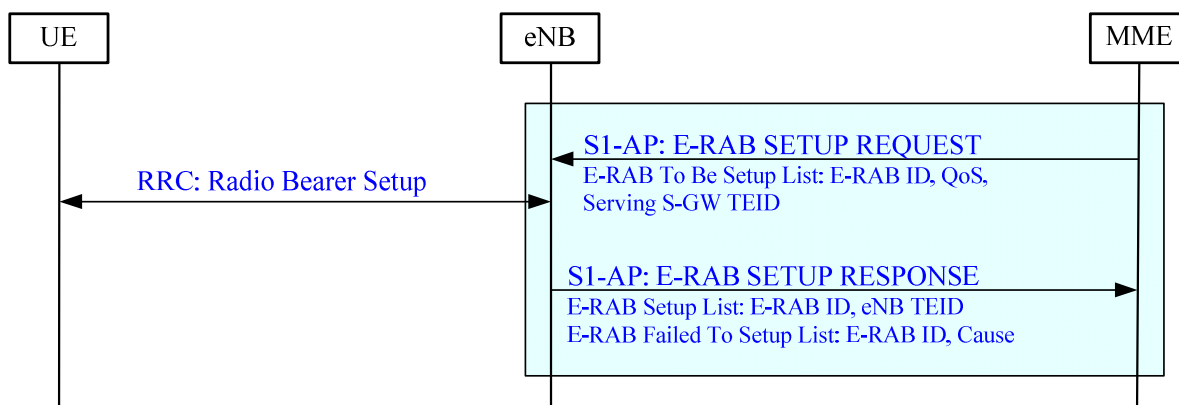 UE
eNB
MME
S1-AP: E-RAB SETUP REQUEST
E-RAB To Be Setup List: E-RAB ID, QoS,
Serving S-GW TEID
RRC: Radio Bearer Setup
S1-AP: E-RAB SETUP RESPONSE
E-RAB Setup List: E-RAB ID, eNB TEID
E-RAB Failed To Setup List: E-RAB ID, Cause